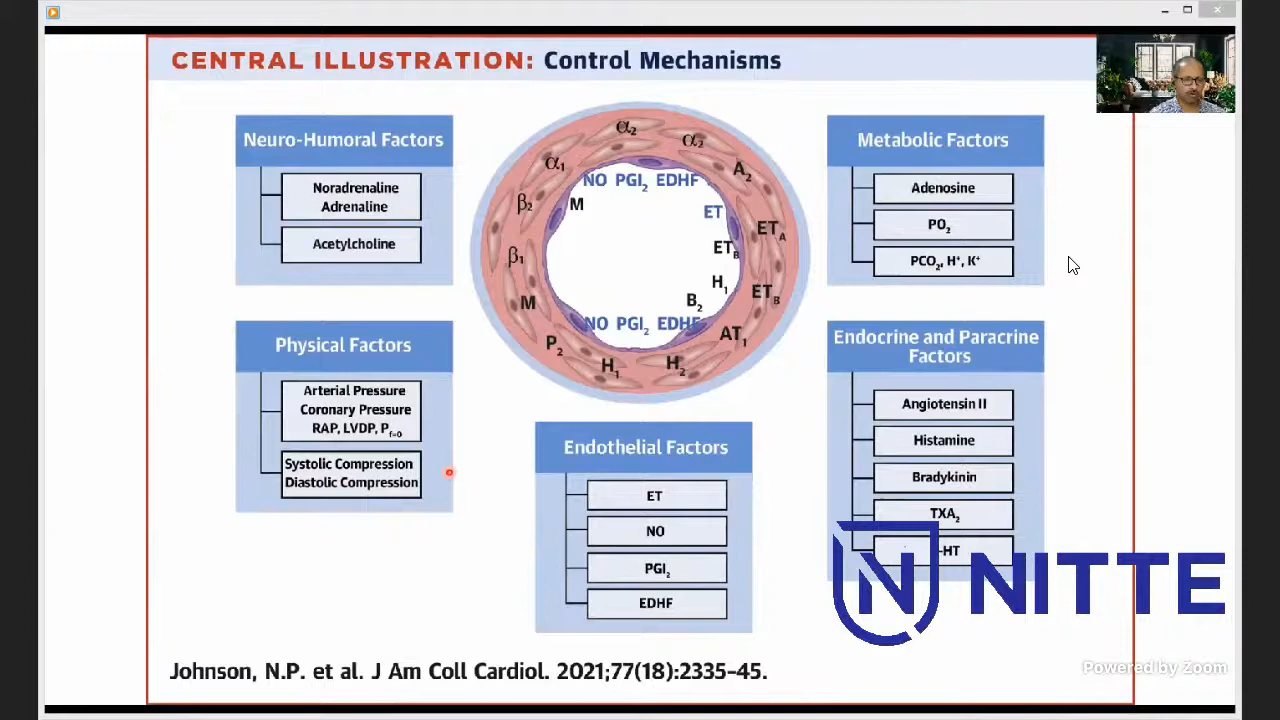 CENTRAL ILLUSTRATION: Control Mechanisms
Neuro-Humoral Factors
Noradrenaline
Adrenaline
Acetylcholine
Physical Factors
Arterial Pressure
Coronary Pressure
RAP, LVDP, Pf=0
Systolic Compression
Diastolic Compression
α2
α2
α1
A2
NO PGI2 EDHF
β2
M
ET
ETA
β1
ETB
H1
ETB
M
B2
NO PGI2 EDHF
AT1
P2
H1
H2
Endothelial Factors
ET
NO
PGI2
EDHF
Metabolic Factors
Adenosine
PO2
PCO2, H+, K+
Endocrine and Paracrine
Factors
Angiotensin II
Histamine
Bradykinin
TXA2
-HT
N NITTE
Johnson, N.P. et al. J Am Coll Cardiol. 2021;77(18):2335-45.
Powered by Zoom